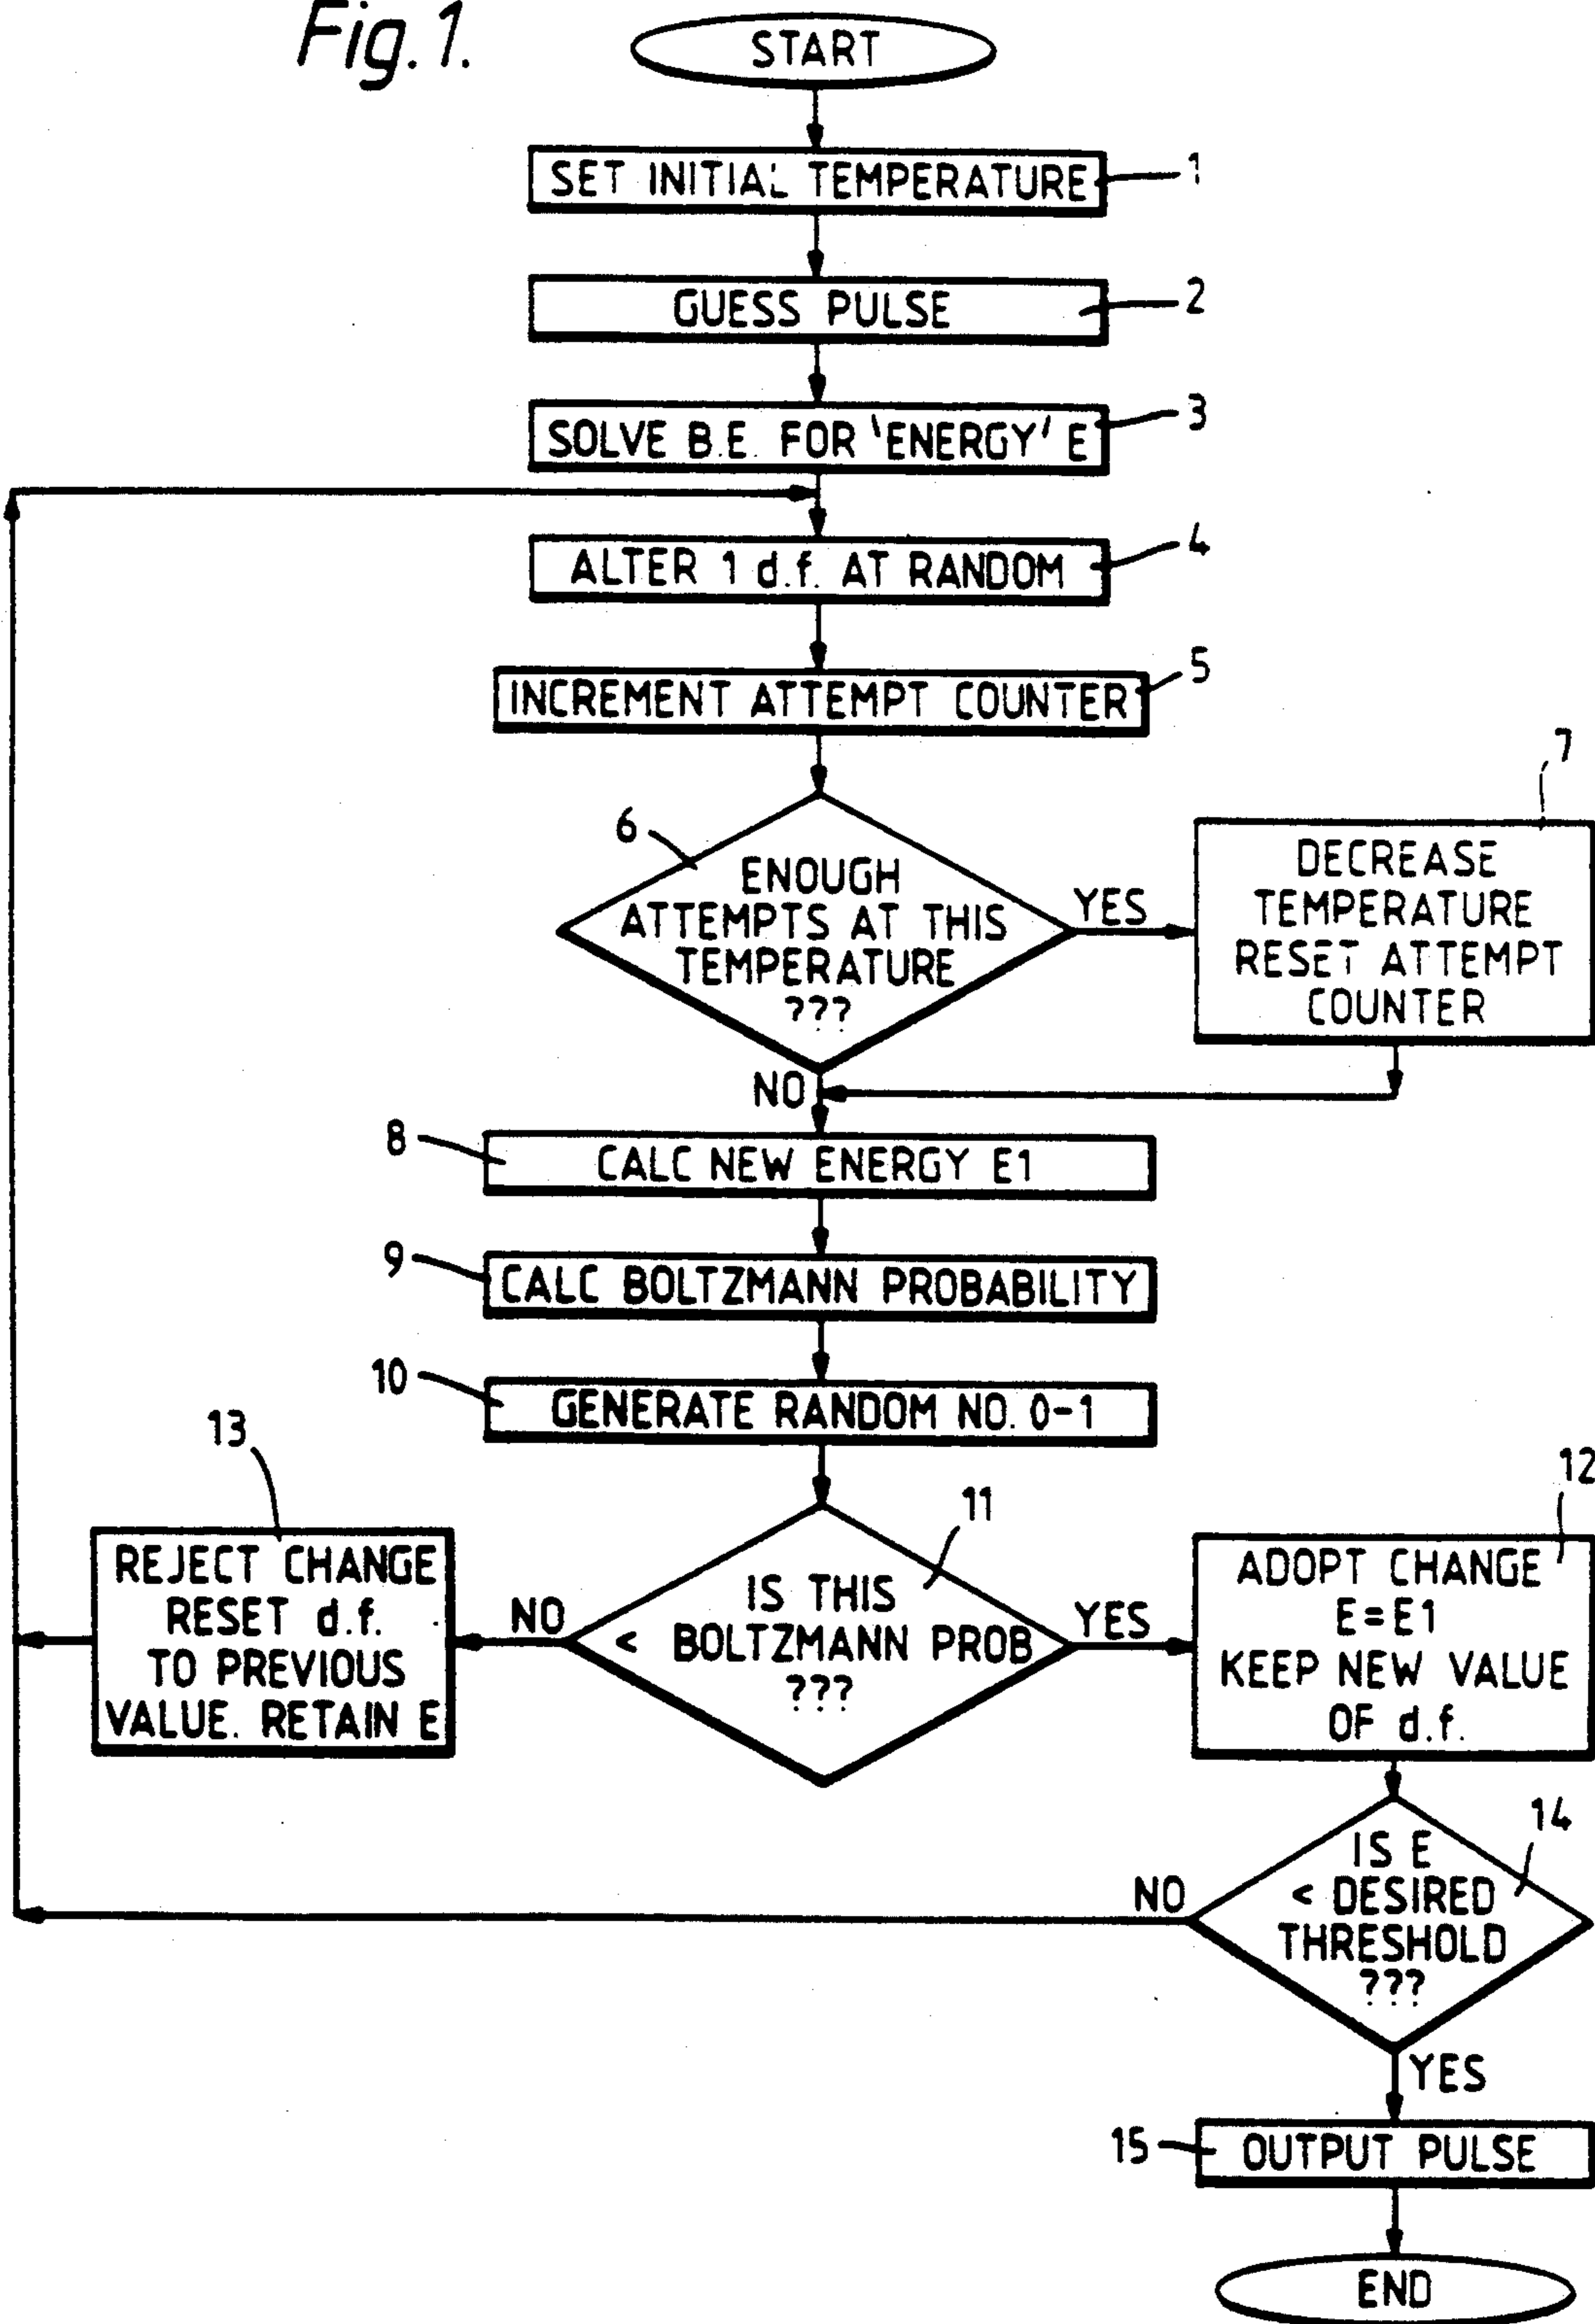 Fig. 1.
START
SET INITIAL TEMPERATURE
1
GUESS PULSE
2
SOLVE B.E. FOR 'ENERGY' E
3
ALTER 1 d.f. AT RANDOM
4
INCREMENT ATTEMPT COUNTER
5
6
ENOUGH
ATTEMPTS AT THIS
TEMPERATURE
???
YES
7
DECREASE
TEMPERATURE
RESET ATTEMPT
COUNTER
NO
8
CALC NEW ENERGY E1
9
CALC BOLTZMANN PROBABILITY
10
GENERATE RANDOM NO. 0-1
11
IS THIS
< BOLTZMANN PROB
???
NO
13
REJECT CHANGE
RESET d.f.
TO PREVIOUS
VALUE. RETAIN E
YES
12
ADOPT CHANGE
E=E1
KEEP NEW VALUE
OF d.f.
14
IS E
< DESIRED
THRESHOLD
???
NO
YES
15
OUTPUT PULSE
END